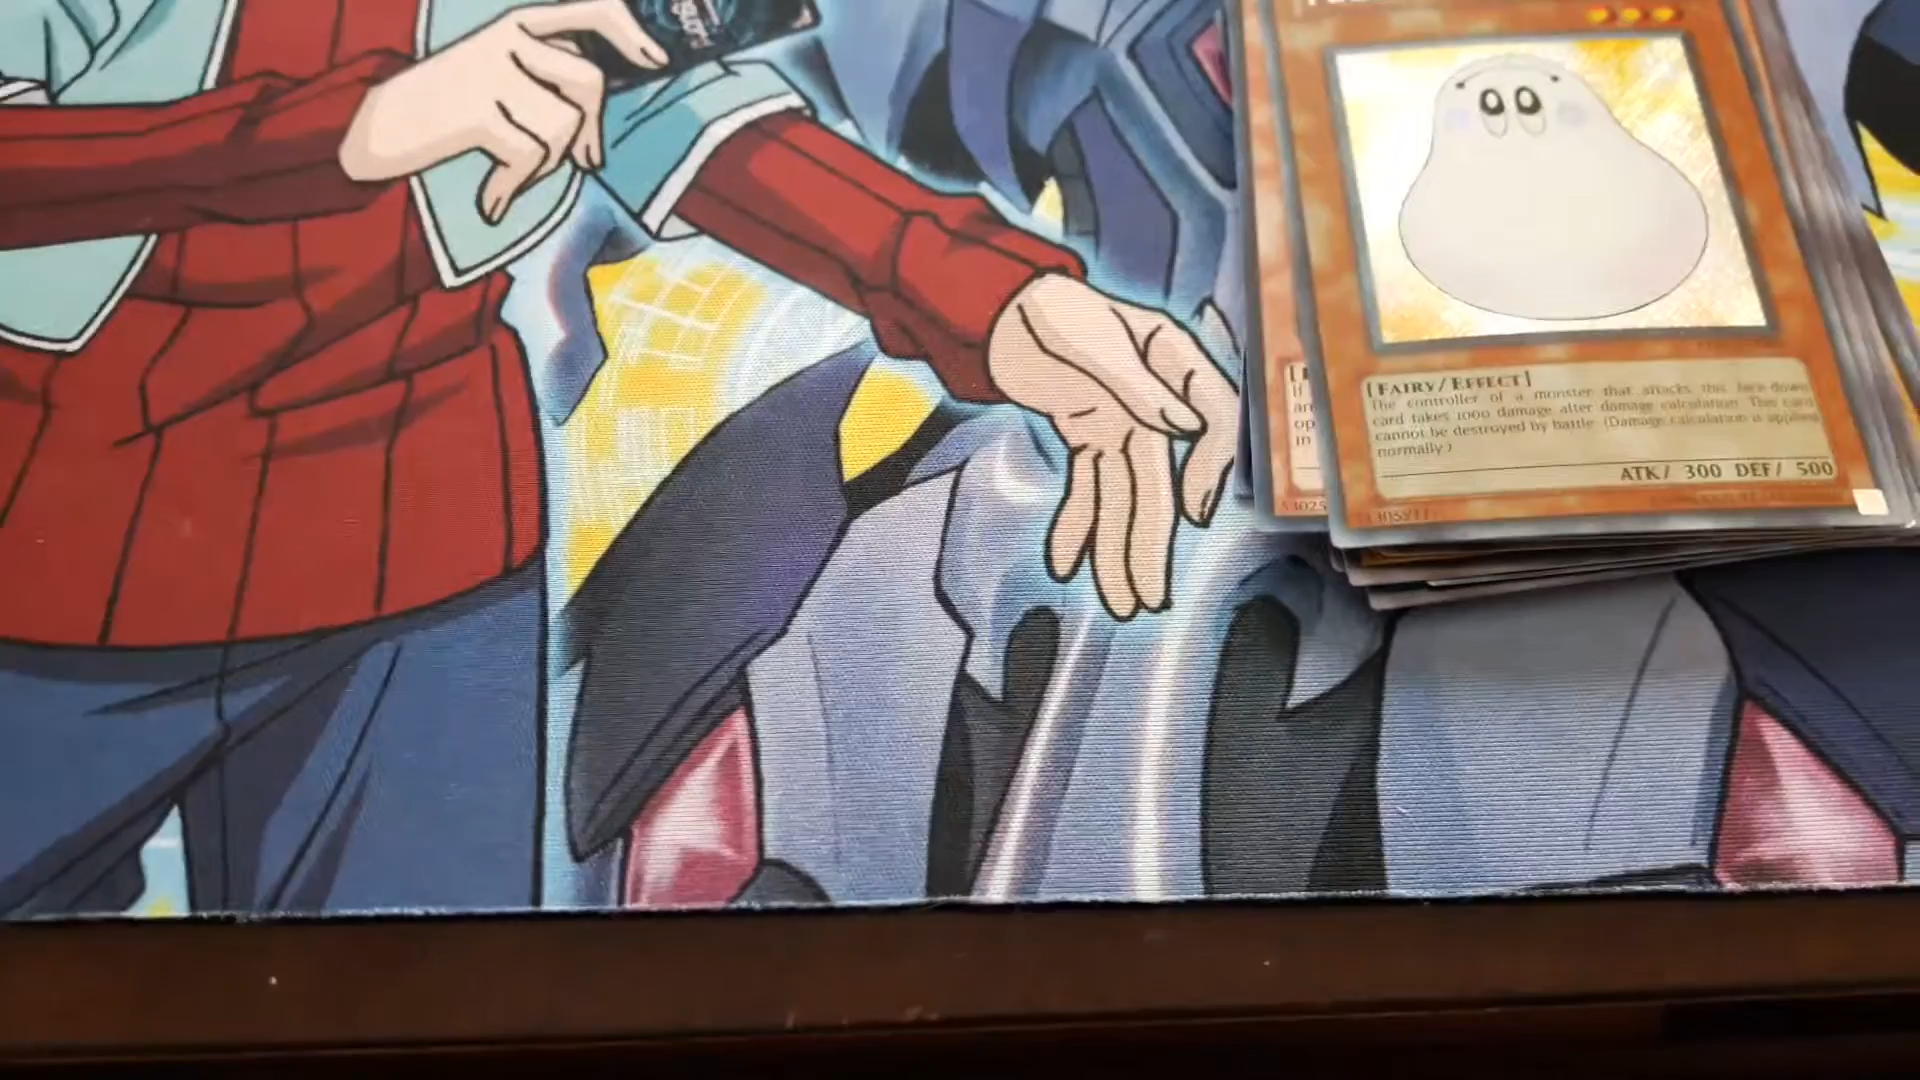 [FAIRY/EFFECT]
The controller of a monster that attacks this face-down
card takes 1000 damage after damage calculation. This card
cannot be destroyed by battle. (Damage calculation is applied
normally.)
ATK/ 300 DEF/ 500
53025